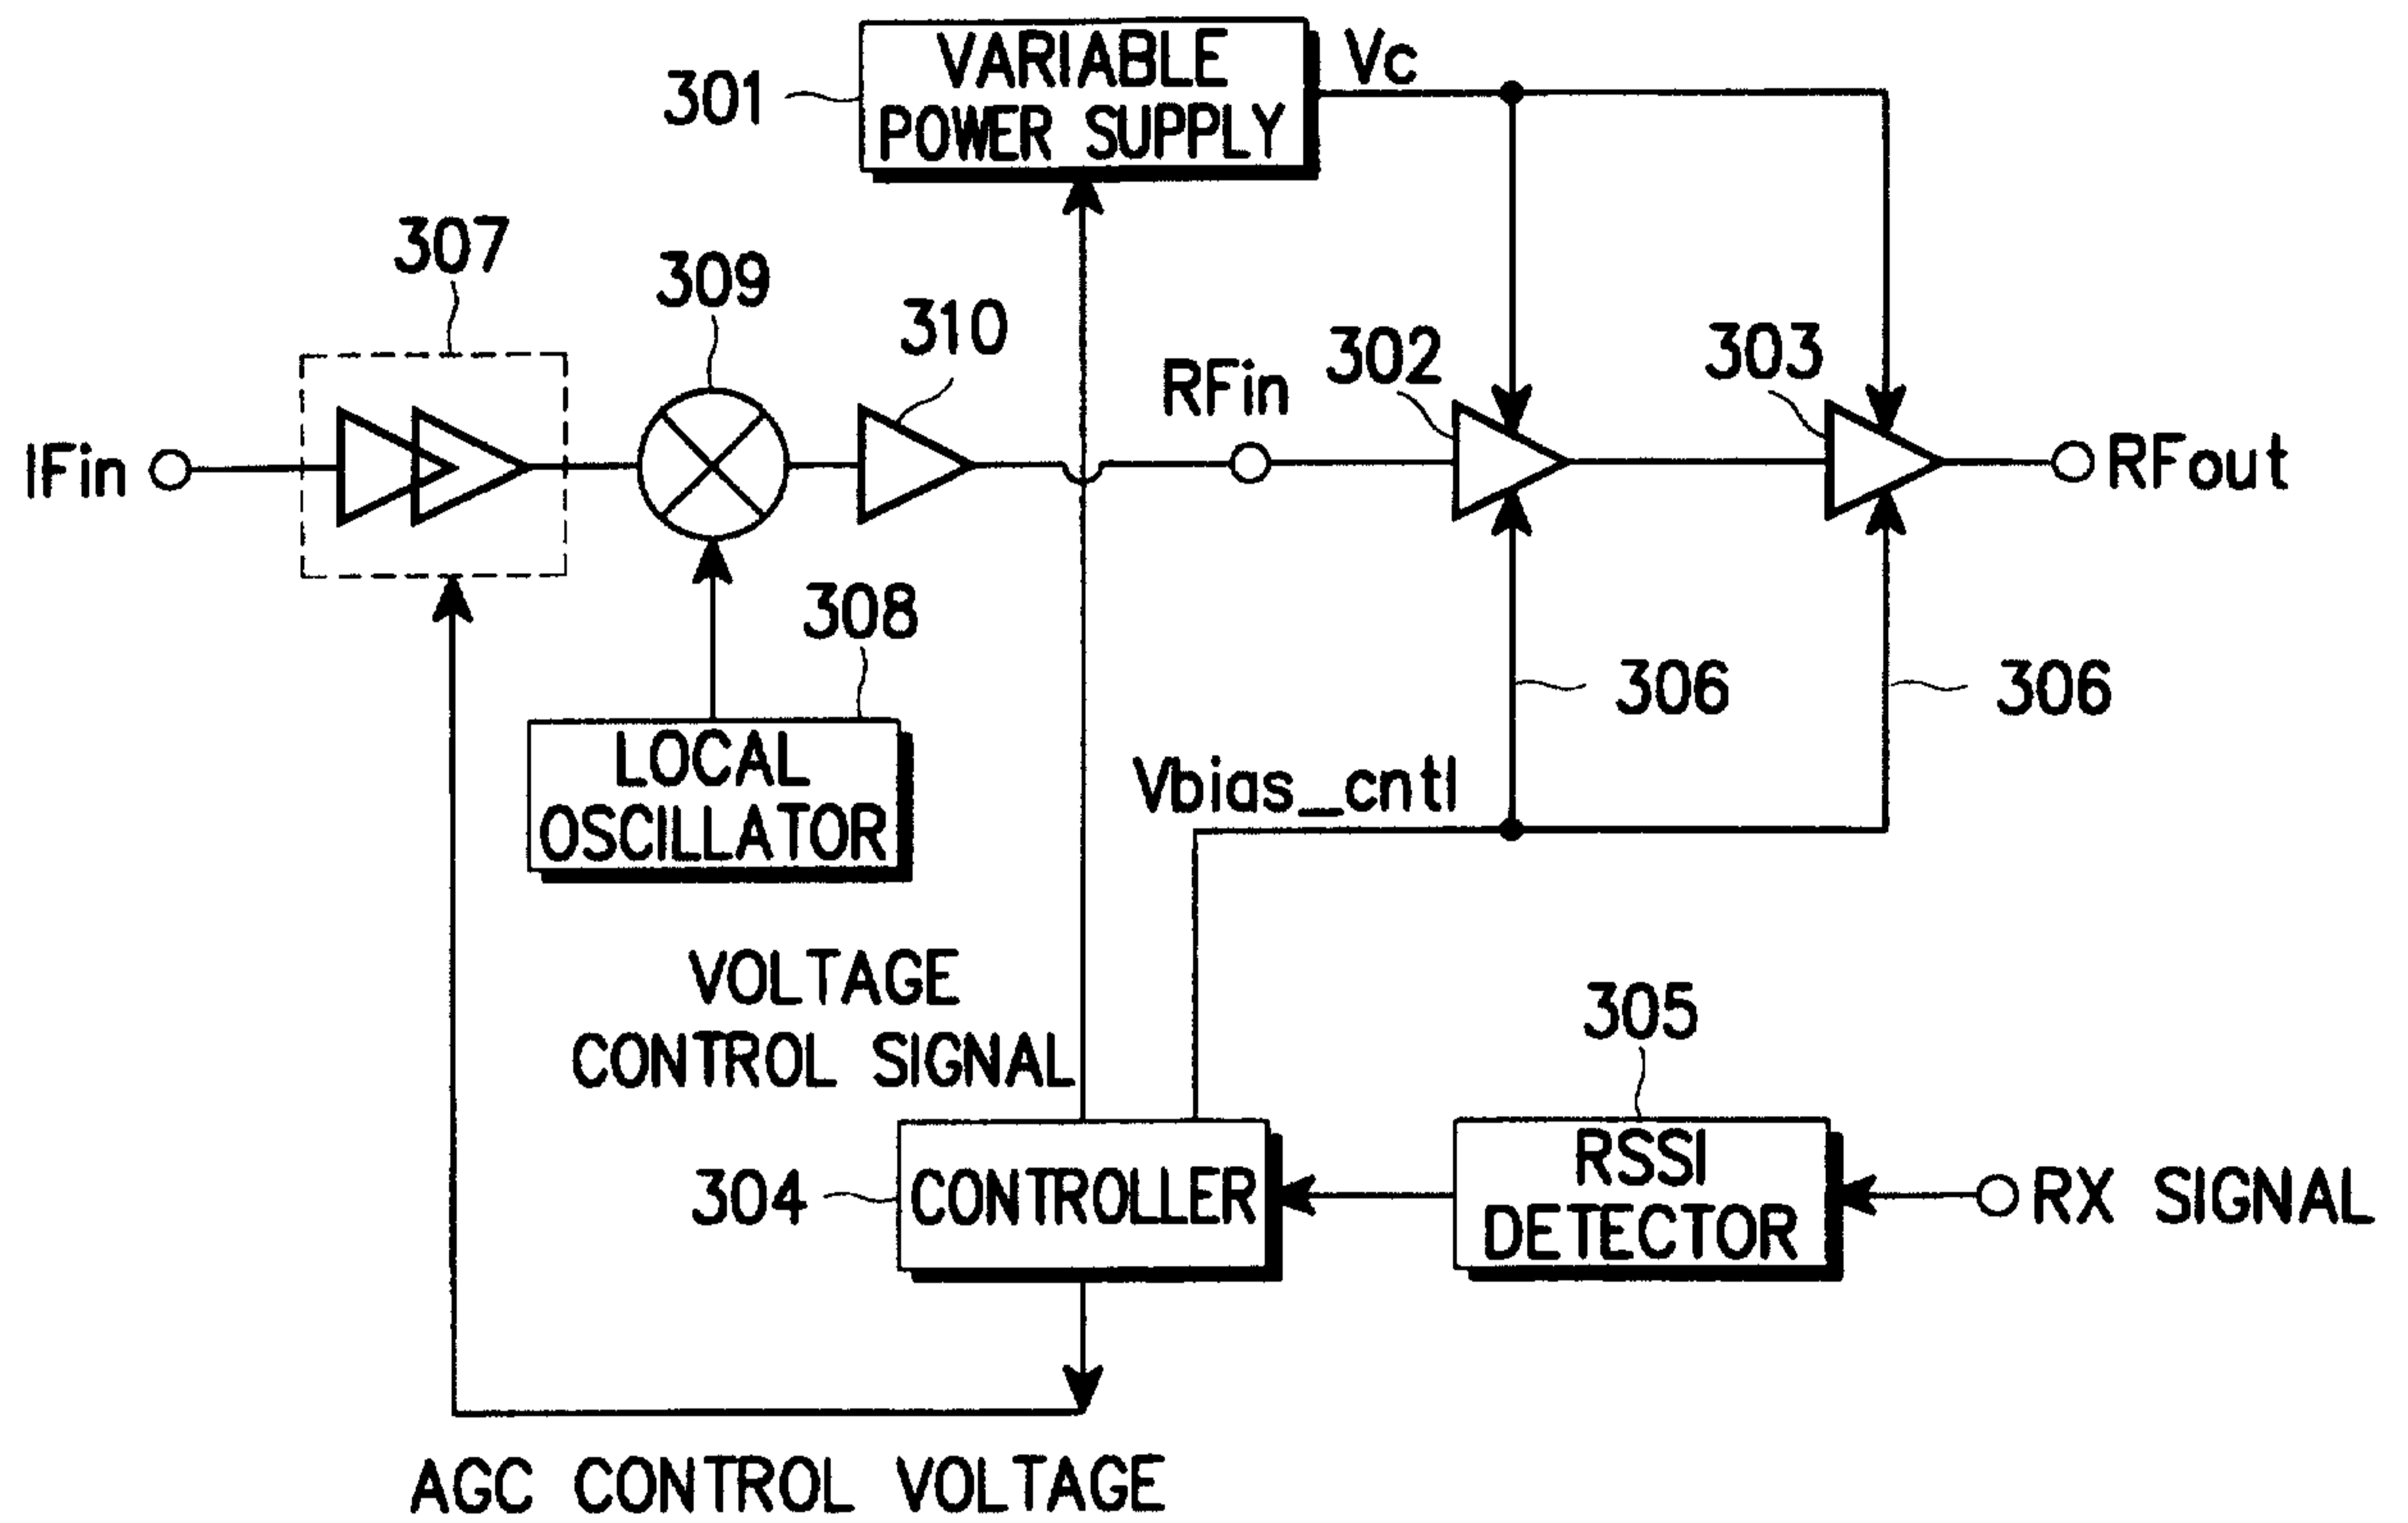 VARIABLE
POWER SUPPLY
301
Vc
307
309
310
RFin
302
303
IFin
RFout
308
306
306
LOCAL
OSCILLATOR
Vbias_cntl
VOLTAGE
CONTROL SIGNAL
305
304
CONTROLLER
RSSI
DETECTOR
RX SIGNAL
AGC CONTROL VOLTAGE